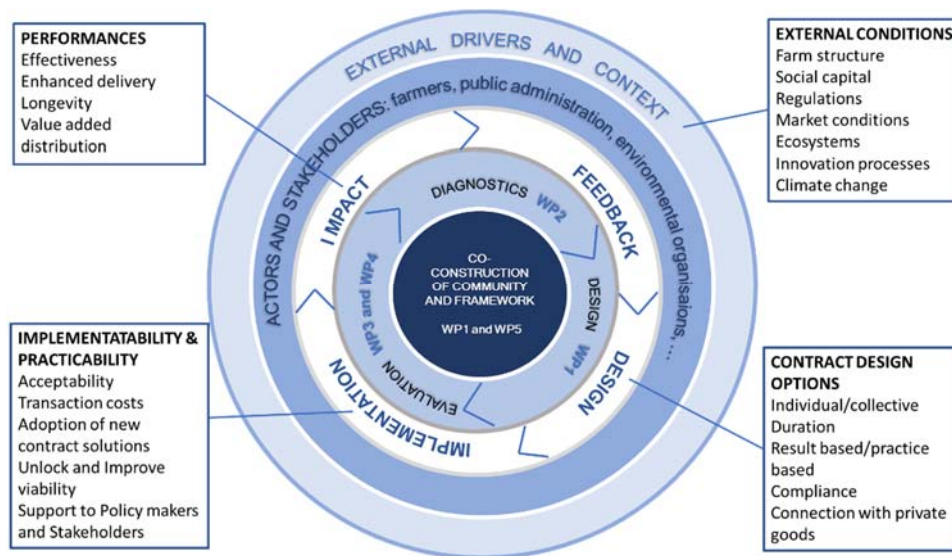 PERFORMANCES
Effectiveness
Enhanced delivery
Longevity
Value added
distribution
EXTERNAL CONDITIONS
Farm structure
Social capital
Regulations
Market conditions
Ecosystems
Innovation processes
Climate change
EXTERNAL DRIVERS AND CONTEXT
ACTORS AND STAKEHOLDERS: farmers, public administration, environmental organisaions, ...
IMPACT
FEEDBACK
DESIGN
IMPLEMENTATION
DIAGNOSTICS WP2
DESIGN WP1
EVALUATION WP3 and WP4
CO-
CONSTRUCTION
OF COMMUNITY
AND FRAMEWORK
WP1 and WP5
IMPLEMENTATABILITY &
PRACTICABILITY
Acceptability
Transaction costs
Adoption of new
contract solutions
Unlock and Improve
viability
Support to Policy makers
and Stakeholders
CONTRACT DESIGN
OPTIONS
Individual/collective
Duration
Result based/practice
based
Compliance
Connection with private
goods